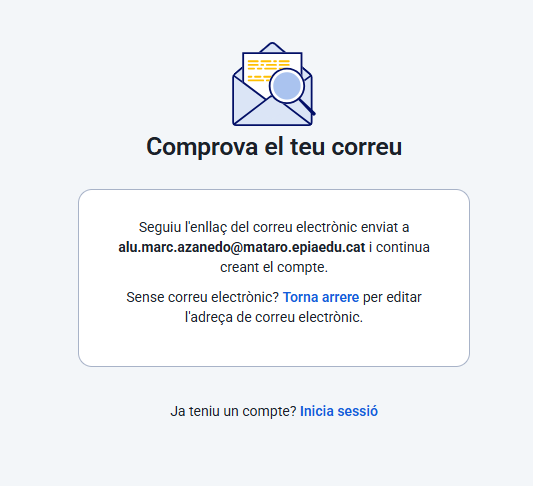 Comprova el teu correu
Seguiu l'enllaç del correu electrònic enviat a
alu.marc.azanedo@mataro.epiaedu.cat i continua
creant el compte.
Sense correu electrònic? Torna arrere per editar
l'adreça de correu electrònic.
Ja teniu un compte? Inicia sessió